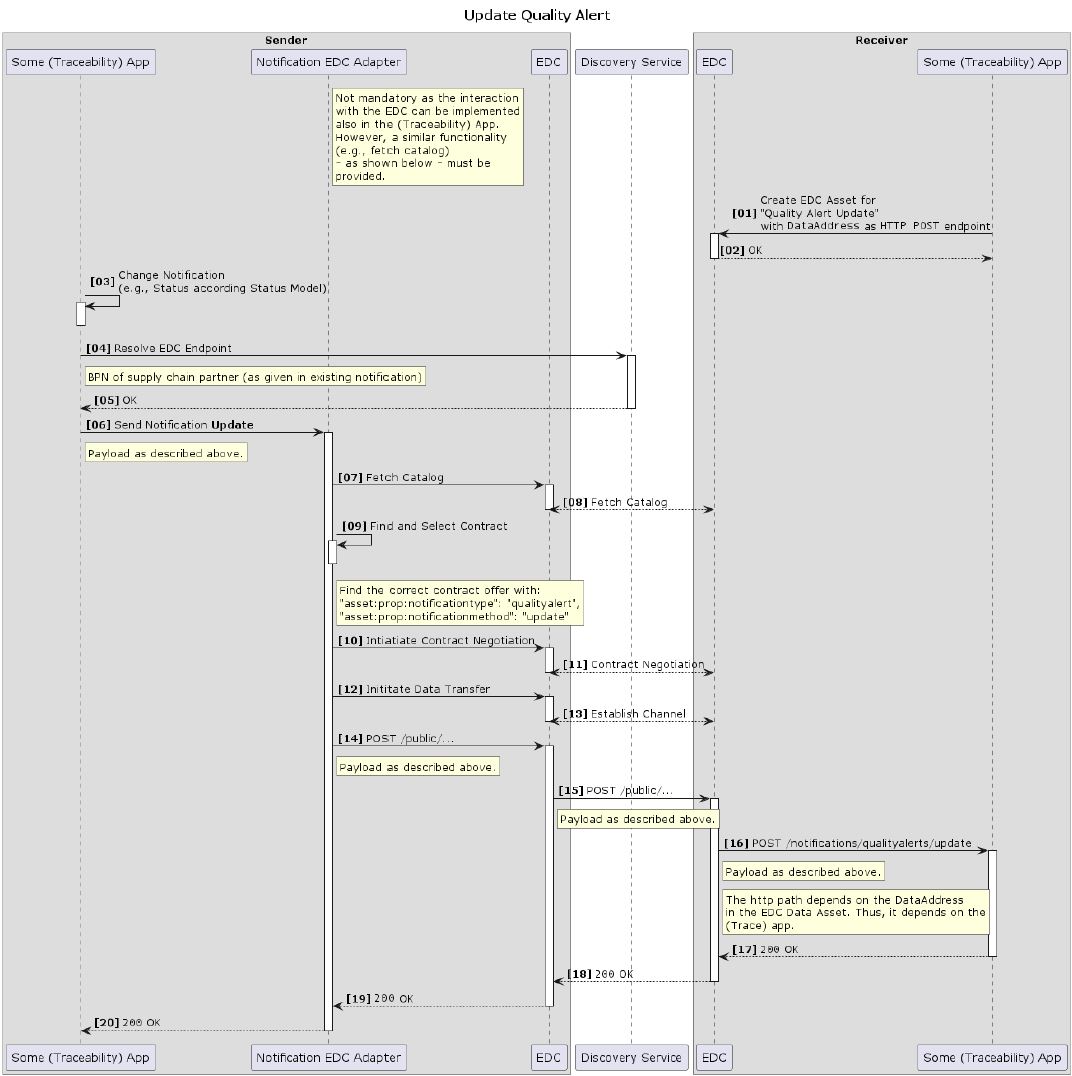 Update Quality Alert
Sender
Receiver
Some (Traceability) App
Notification EDC Adapter
EDC
Discovery Service
EDC
Some (Traceability) App
Not mandatory as the interaction
with the EDC can be implemented
also in the (Traceability) App.
However, a similar functionality
(e.g., fetch catalog)
- as shown below - must be
provided.
Create EDC Asset for
[01] "Quality Alert Update"
with DataAddress as HTTP POST endpoint
[02] OK
[03] Change Notification
(e.g., Status according Status Model)
[04] Resolve EDC Endpoint
BPN of supply chain partner (as given in existing notification)
[05] OK
[06] Send Notification Update
Payload as described above.
[07] Fetch Catalog
[08] Fetch Catalog
[09] Find and Select Contract
Find the correct contract offer with:
"asset:prop:notificationtype": "qualityalert",
"asset:prop:notificationmethod": "update"
[10] Intiatiate Contract Negotiation
[11] Contract Negotiation
[12] Inititate Data Transfer
[13] Establish Channel
[14] POST /public/...
Payload as described above.
[15] POST /public/...
Payload as described above.
[16] POST /notifications/qualityalerts/update
Payload as described above.
The http path depends on the DataAddress
in the EDC Data Asset. Thus, it depends on the
(Trace) app.
[17] 200 OK
[18] 200 OK
[19] 200 OK
[20] 200 OK
Some (Traceability) App
Notification EDC Adapter
EDC
Discovery Service
EDC
Some (Traceability) App